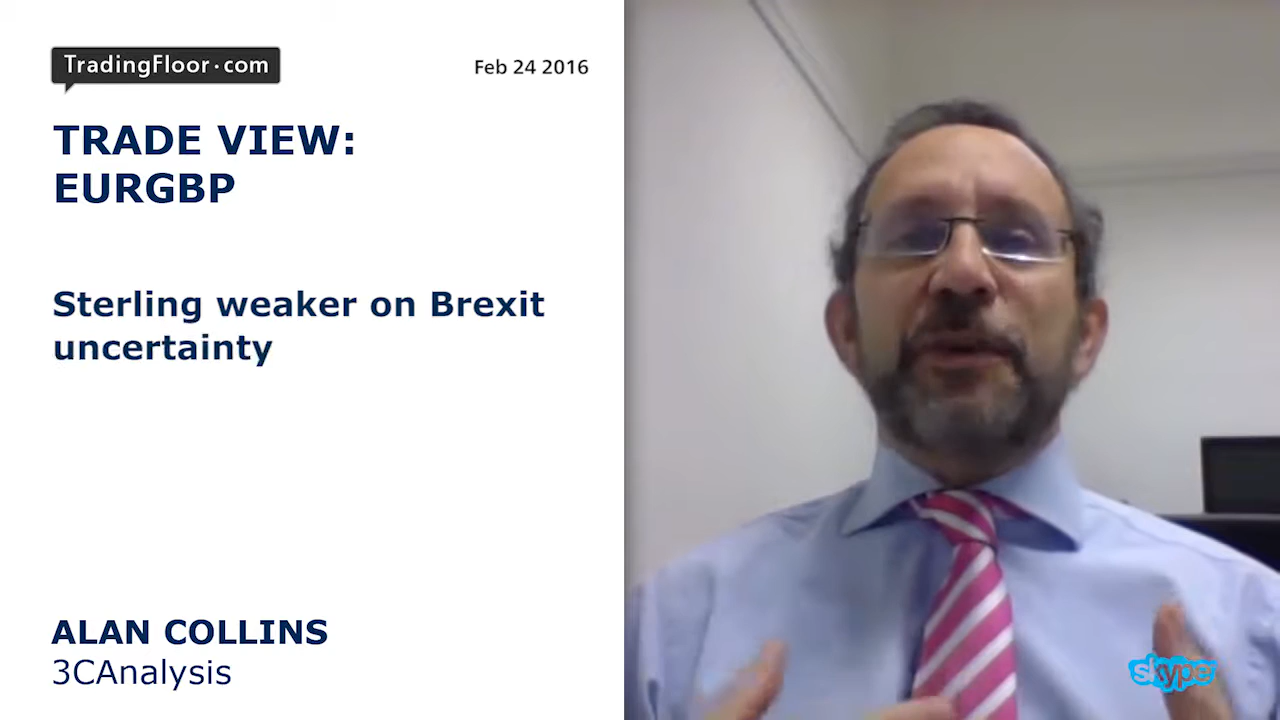 TradingFloor·com
Feb 24 2016
TRADE VIEW:
EURGBP
Sterling weaker on Brexit
uncertainty
ALAN COLLINS
3CAnalysis
skype